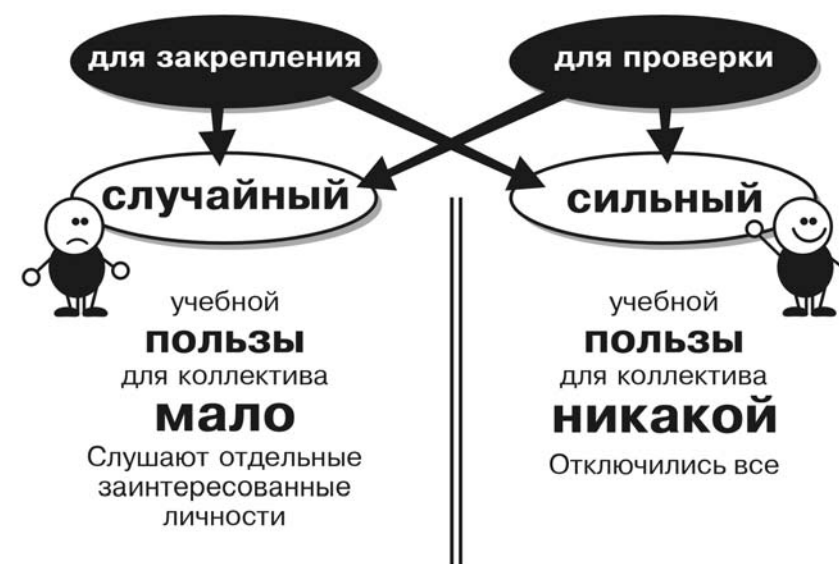 для закрепления
для проверки
случайный
сильный
учебной
пользы
для коллектива
мало
Слушают отдельные
заинтересованные
личности
учебной
пользы
для коллектива
никакой
Отключились все